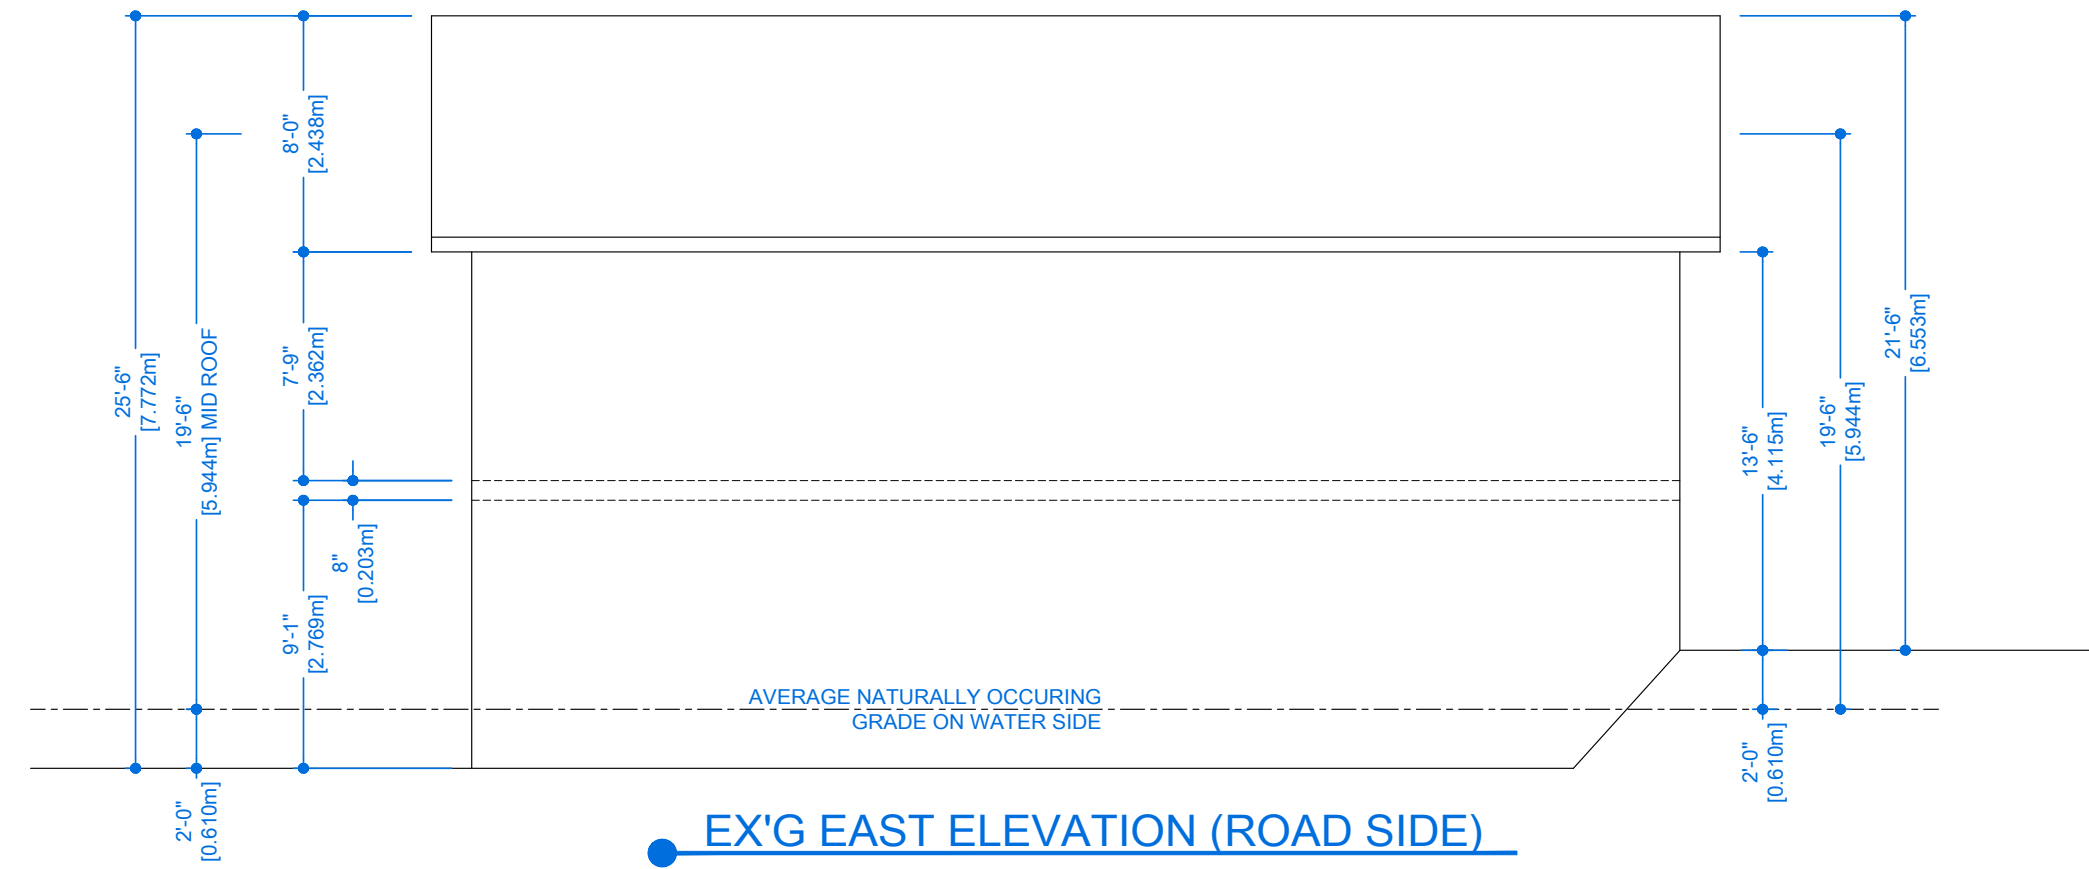 25'-6"
[7.772m]
19'-6"
[5.944m] MID ROOF
2'-0"
[0.610m]
8'-0"
[2.438m]
7'-9"
[2.362m]
8"
[0.203m]
9'-1"
[2.769m]
AVERAGE NATURALLY OCCURING
GRADE ON WATER SIDE
13'-6"
[4.115m]
2'-0"
[0.610m]
19'-6"
[5.944m]
21'-6"
[6.553m]
EX'G EAST ELEVATION (ROAD SIDE)